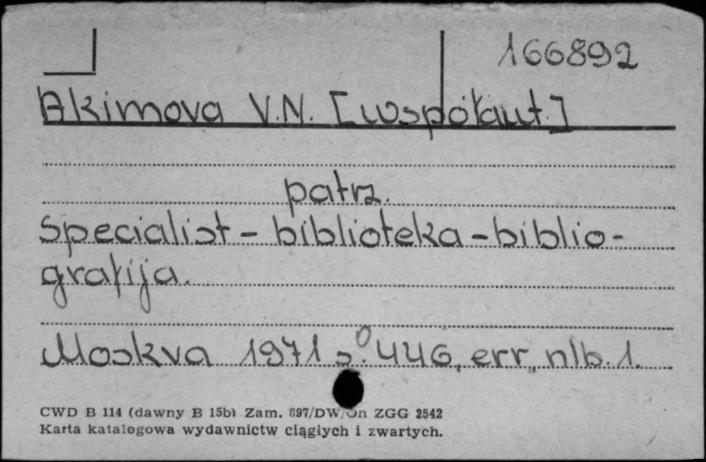 166892
Akimova V.N. [współaut.]
patrz.
Specialist - biblioteka - biblio-
grafija.
Moskva 1971 s. 446, err, nlb. 1.
CWD B 114 (dawny B 15b) Zam. 897/DW/Jn ZGG 2542
Karta katalogowa wydawnictw ciągłych i zwartych.